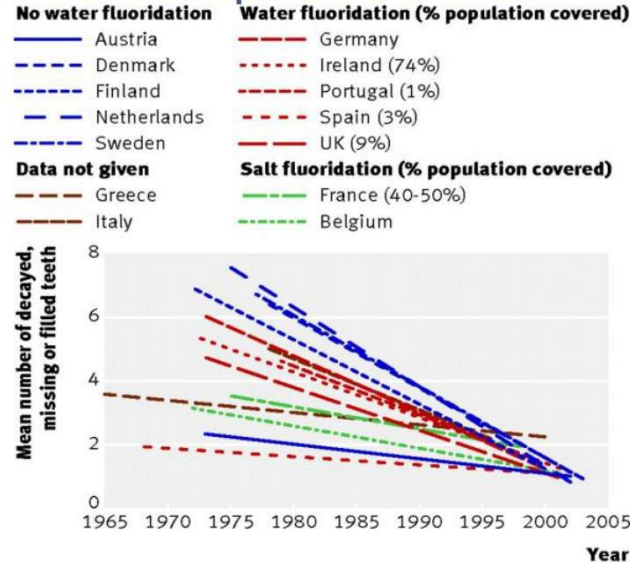 No water fluoridation
Austria
Denmark
Finland
Netherlands
Sweden
Data not given
Greece
Italy
Water fluoridation (% population covered)
Germany
Ireland (74%)
Portugal (1%)
Spain (3%)
UK (9%)
Salt fluoridation (% population covered)
France (40-50%)
Belgium
Mean number of decayed,
missing or filled teeth
8
6
4
2
0
1965 1970 1975 1980 1985 1990 1995 2000 2005
Year